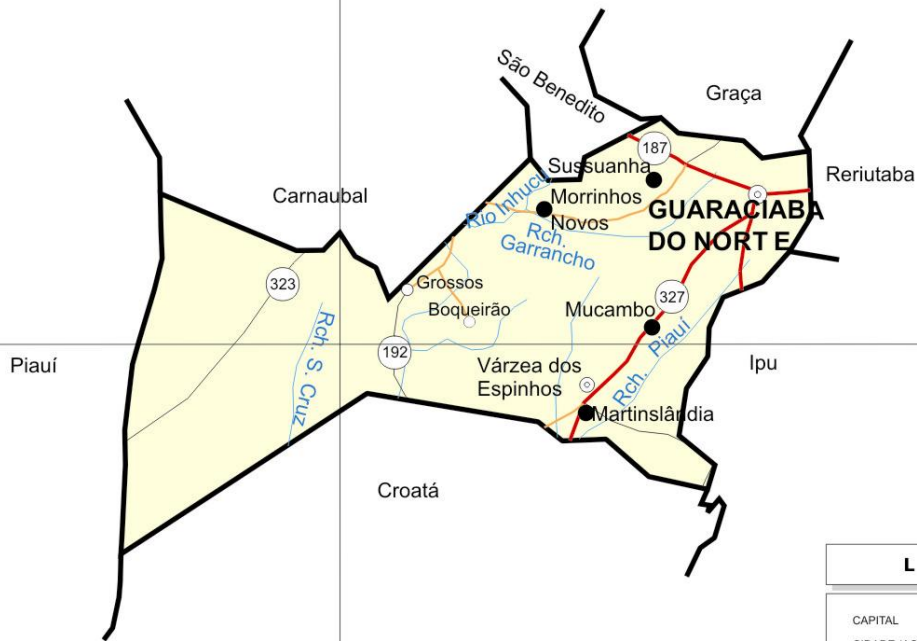 São Benedito
Graça
187
Sussuanha
Reriutaba
Carnaubal
Rio Inhuçu
Morrinhos
Novos
GUARACIABA
DO NORTE
Rch.
Garrancho
323
Grossos
Boqueirão
327
Mucambo
Rch. S. Cruz
192
Rch. Piauí
Piauí
Várzea dos
Espinhos
Ipu
Martinslândia
Croatá
L
CAPITAL